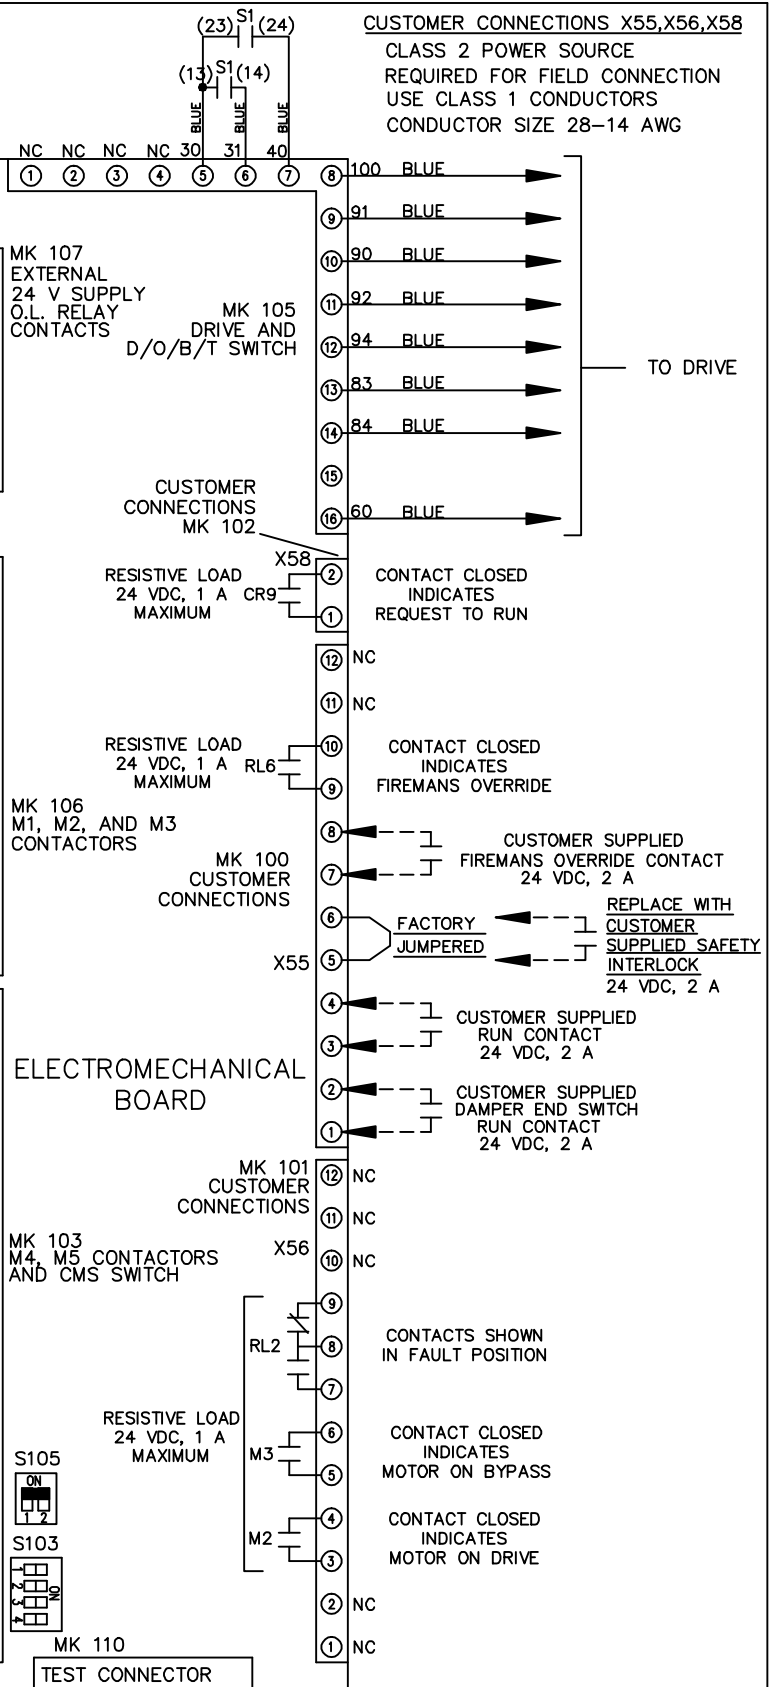 CUSTOMER CONNECTIONS X55,X56,X58
CLASS 2 POWER SOURCE
REQUIRED FOR FIELD CONNECTION
USE CLASS 1 CONDUCTORS
CONDUCTOR SIZE 28-14 AWG
(23) S1 (24)
(13) S1 (14)
BLUE BLUE BLUE
NC NC NC NC 30 31 40
1 2 3 4 5 6 7
8 100 BLUE
9 91 BLUE
10 90 BLUE
11 92 BLUE
12 94 BLUE
13 83 BLUE
14 84 BLUE
15
16 60 BLUE
TO DRIVE
MK 107
EXTERNAL
24 V SUPPLY
O.L. RELAY
CONTACTS
MK 105
DRIVE AND
D/O/B/T SWITCH
CUSTOMER
CONNECTIONS
MK 102
X58
2
1
RESISTIVE LOAD
24 VDC, 1 A
MAXIMUM
CR9
CONTACT CLOSED
INDICATES
REQUEST TO RUN
12 NC
11 NC
10
9
RESISTIVE LOAD
24 VDC, 1 A
MAXIMUM
RL6
CONTACT CLOSED
INDICATES
FIREMANS OVERRIDE
MK 106
M1, M2, AND M3
CONTACTORS
MK 100
CUSTOMER
CONNECTIONS
X55
8
7
CUSTOMER SUPPLIED
FIREMANS OVERRIDE CONTACT
24 VDC, 2 A
6
5
FACTORY
JUMPERED
REPLACE WITH
CUSTOMER
SUPPLIED SAFETY
INTERLOCK
24 VDC, 2 A
4
3
CUSTOMER SUPPLIED
RUN CONTACT
24 VDC, 2 A
2
1
CUSTOMER SUPPLIED
DAMPER END SWITCH
RUN CONTACT
24 VDC, 2 A
ELECTROMECHANICAL
BOARD
MK 101
CUSTOMER
CONNECTIONS
X56
12 NC
11 NC
10 NC
MK 103
M4, M5 CONTACTORS
AND CMS SWITCH
9
8
7
RL2
CONTACTS SHOWN
IN FAULT POSITION
RESISTIVE LOAD
24 VDC, 1 A
MAXIMUM
6
5
M3
CONTACT CLOSED
INDICATES
MOTOR ON BYPASS
4
3
M2
CONTACT CLOSED
INDICATES
MOTOR ON DRIVE
2 NC
1 NC
S105
ON
1 2
S103
1
2
3
4
ON
MK 110
TEST CONNECTOR